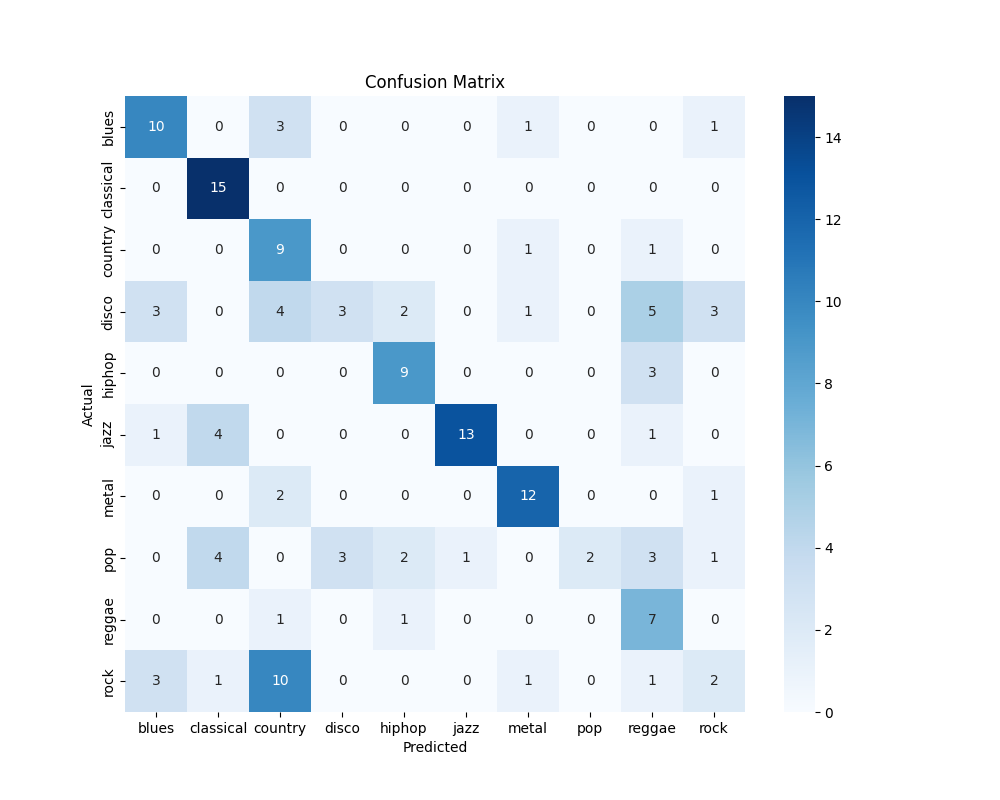 Confusion Matrix
blues 10 0 3 0 0 0 1 0 0 1
classical 0 15 0 0 0 0 0 0 0 0
country 0 0 9 0 0 0 1 0 1 0
disco 3 0 4 3 2 0 1 0 5 3
hiphop 0 0 0 0 9 0 0 0 3 0
jazz 1 4 0 0 0 13 0 0 1 0
metal 0 0 2 0 0 0 12 0 0 1
pop 0 4 0 3 2 1 0 2 3 1
reggae 0 0 1 0 1 0 0 0 7 0
rock 3 1 10 0 0 0 1 0 1 2
blues classical country disco hiphop jazz metal pop reggae rock
Predicted
Actual
14
12
10
8
6
4
2
0